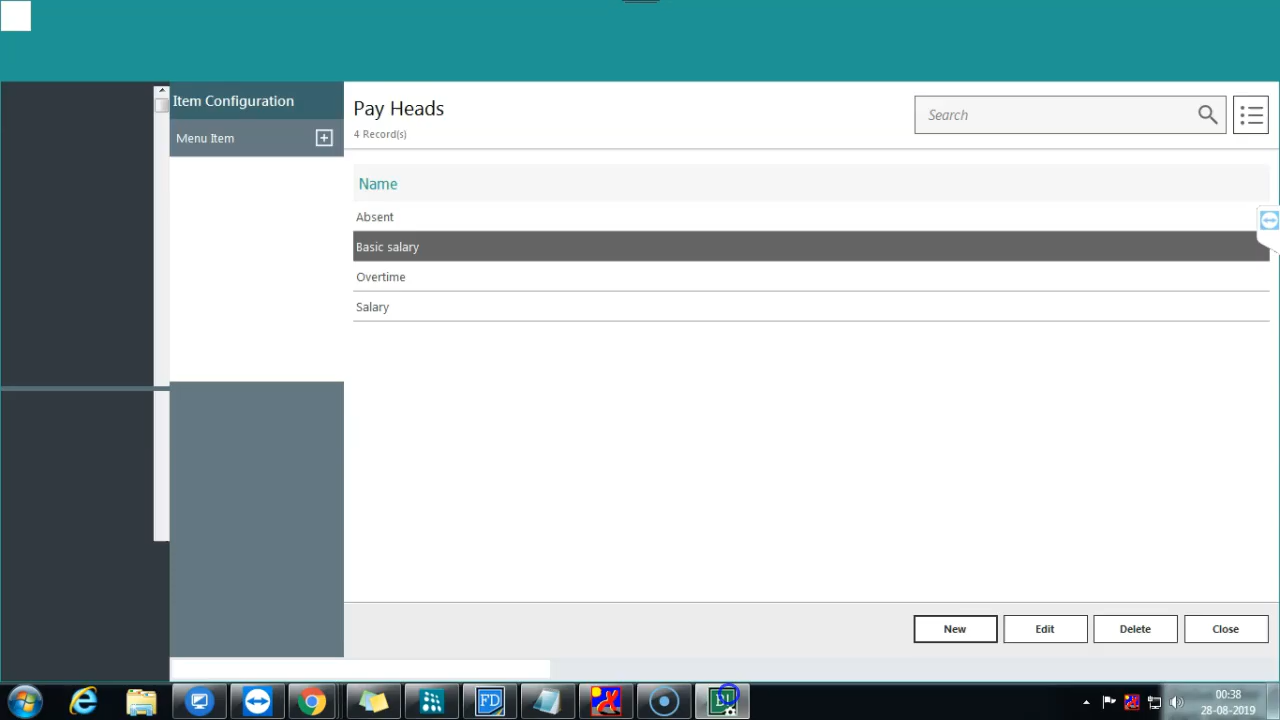 Item Configuration
Menu Item
Pay Heads
4 Record(s)
Search
Name
Absent
Basic salary
Overtime
Salary
New
Edit
Delete
Close
FD
00:38
28-08-2019